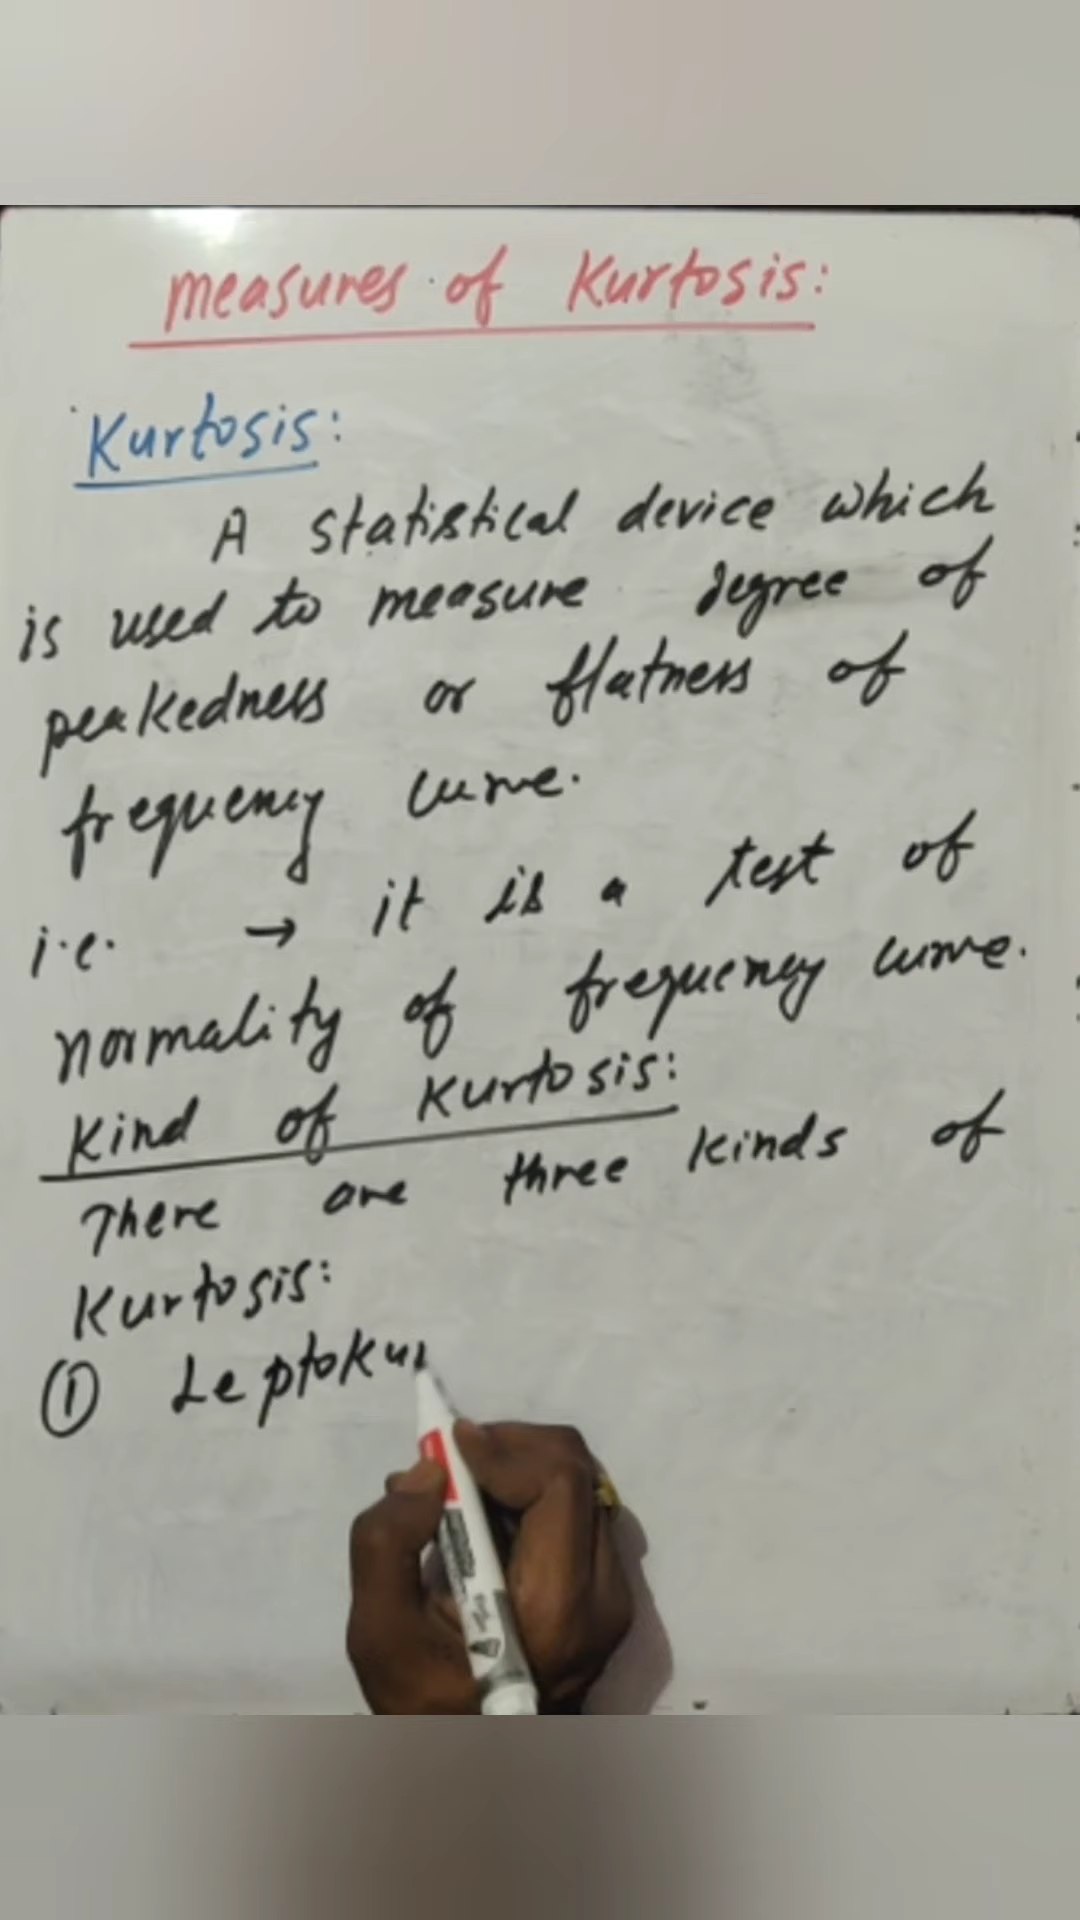 measures of Kurtosis:
Kurtosis:
A statistical device which
is used to measure degree of
peakedness or flatness of
frequency curve.
i.e. → it is a test of
normality of frequency curve.
Kind of Kurtosis:
There are three kinds of
Kurtosis:
① Leptokur